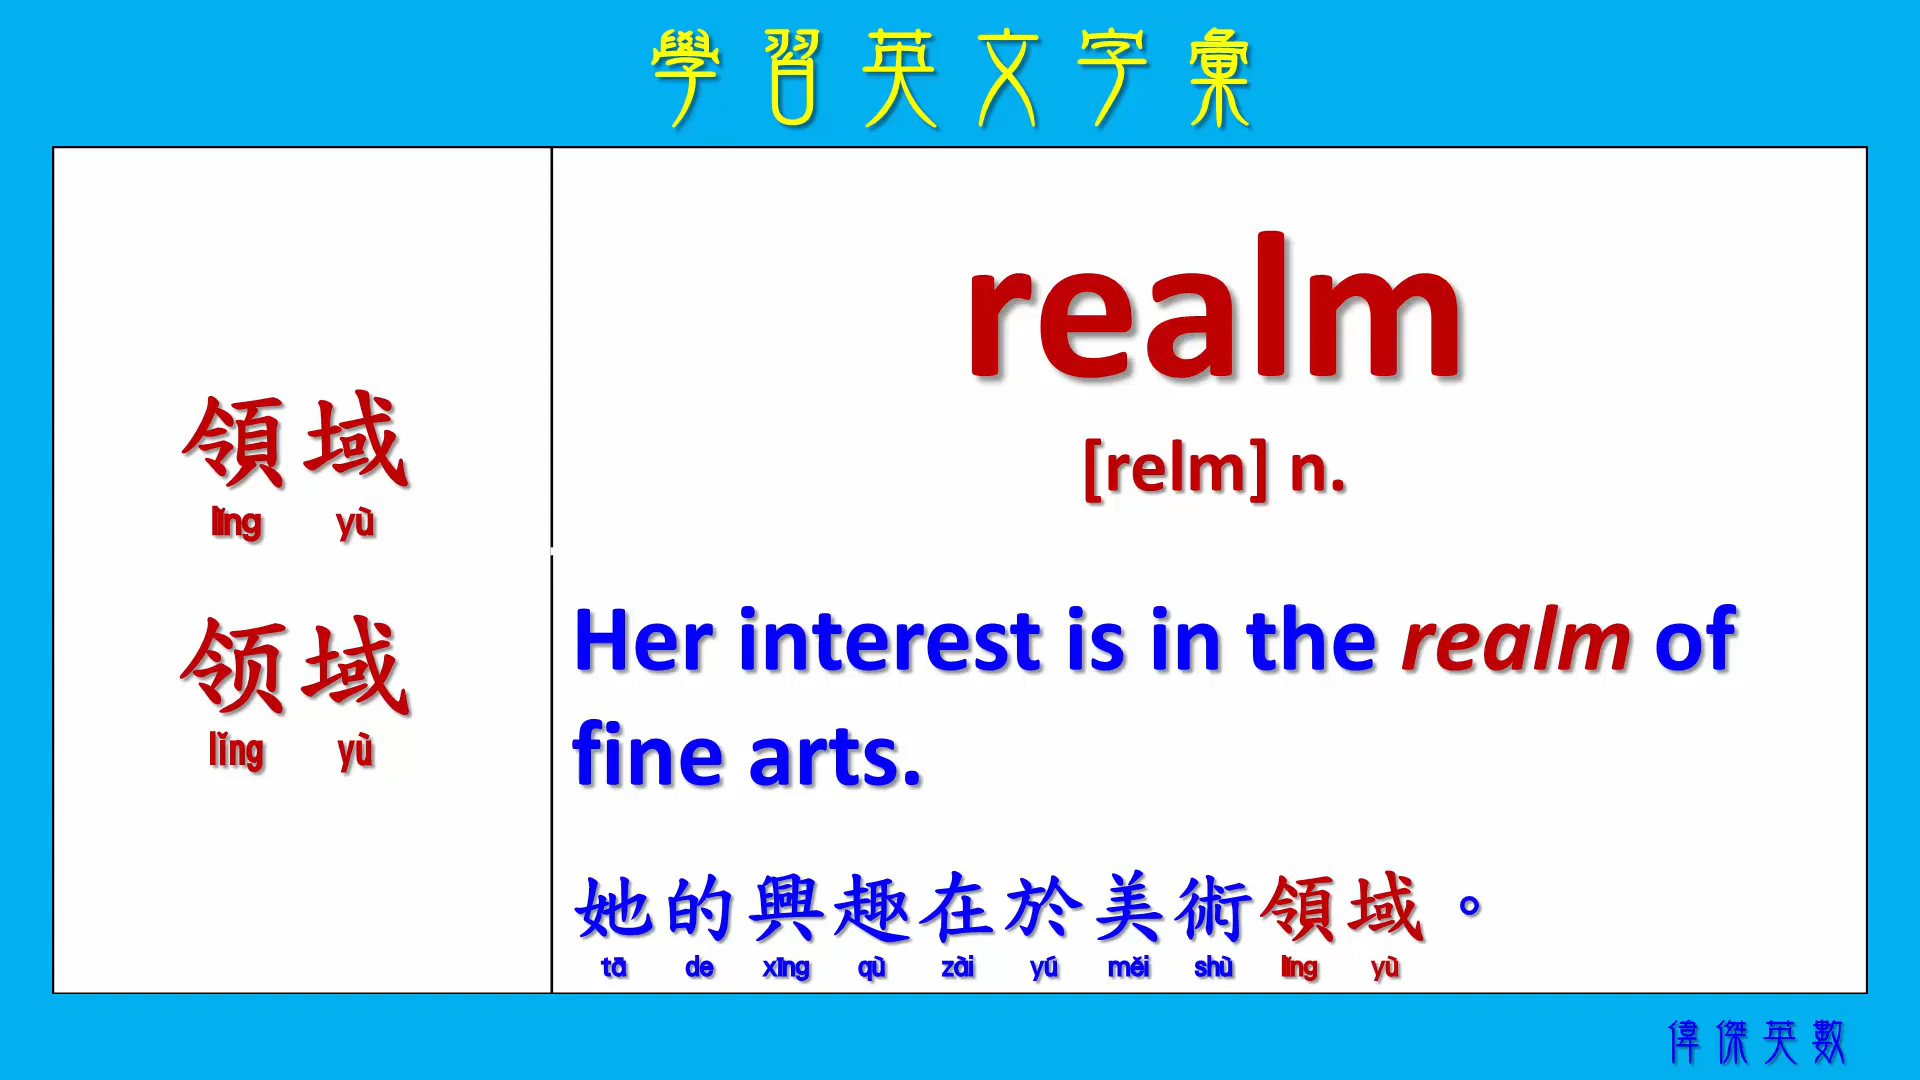 學習英文字彙
領域
lǐng yù
领域
lǐng yù
realm
[relm] n.
Her interest is in the realm of
fine arts.
她的興趣在於美術領域。
tā de xīng qù zài yú měi shù lǐng yù
偉傑英數